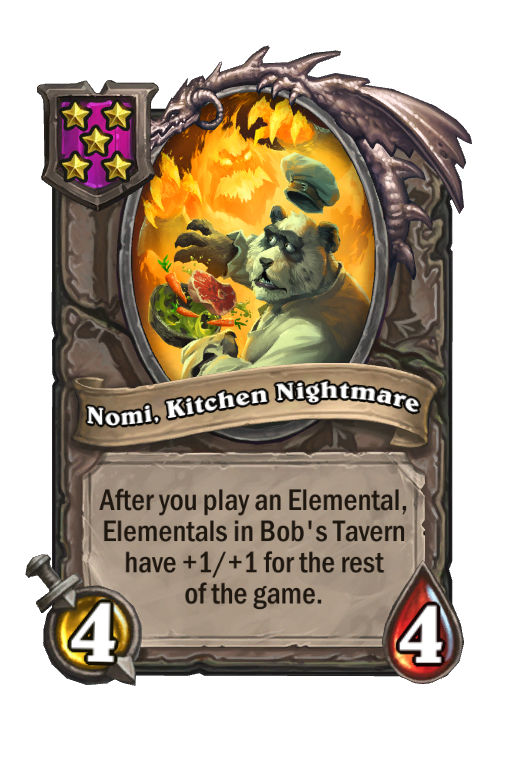 Nomi, Kitchen Nightmare
After you play an Elemental,
Elementals in Bob's Tavern
have +1/+1 for the rest
of the game.
4
4